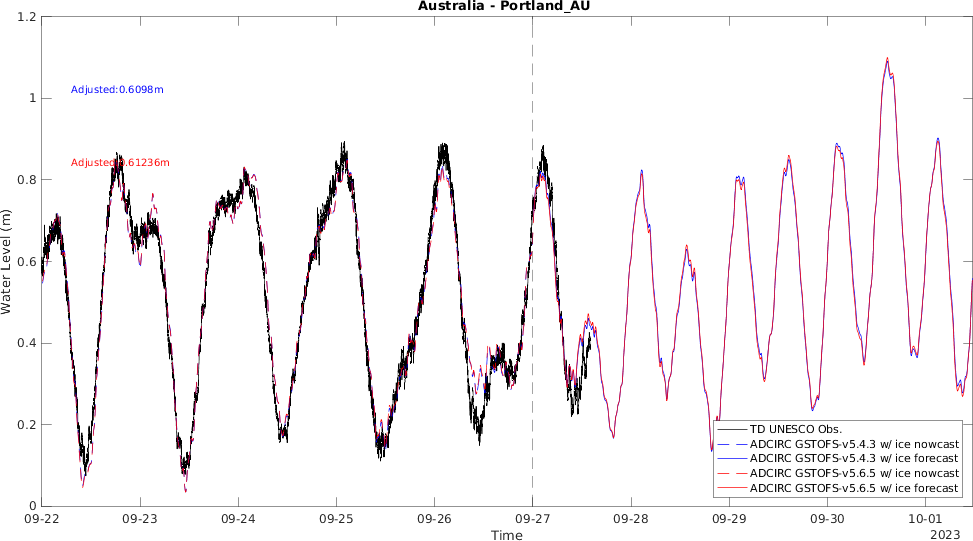 Australia - Portland_AU
1.2
1
0.8
0.6
0.4
0.2
0
Water Level (m)
Adjusted:0.6098m
Adjusted:0.61236m
TD UNESCO Obs.
ADCIRC GSTOFS-v5.4.3 w/ ice nowcast
ADCIRC GSTOFS-v5.4.3 w/ ice forecast
ADCIRC GSTOFS-v5.6.5 w/ ice nowcast
ADCIRC GSTOFS-v5.6.5 w/ ice forecast
09-22 09-23 09-24 09-25 09-26 09-27 09-28 09-29 09-30 10-01
Time
2023